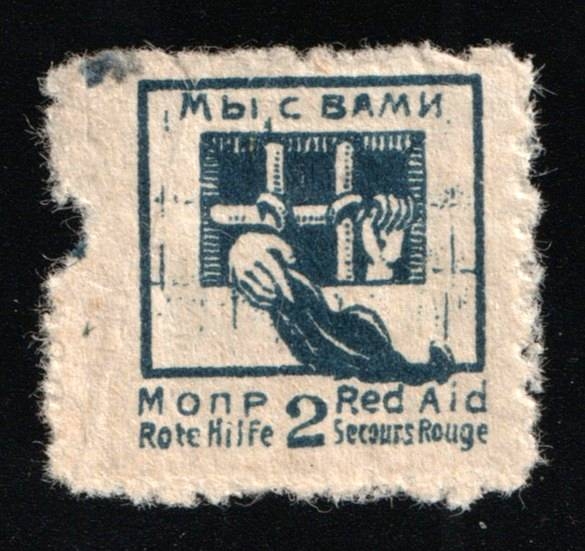 МЫ С ВАМИ
МОПР 2 Red Aid
Rote Hilfe Secours Rouge